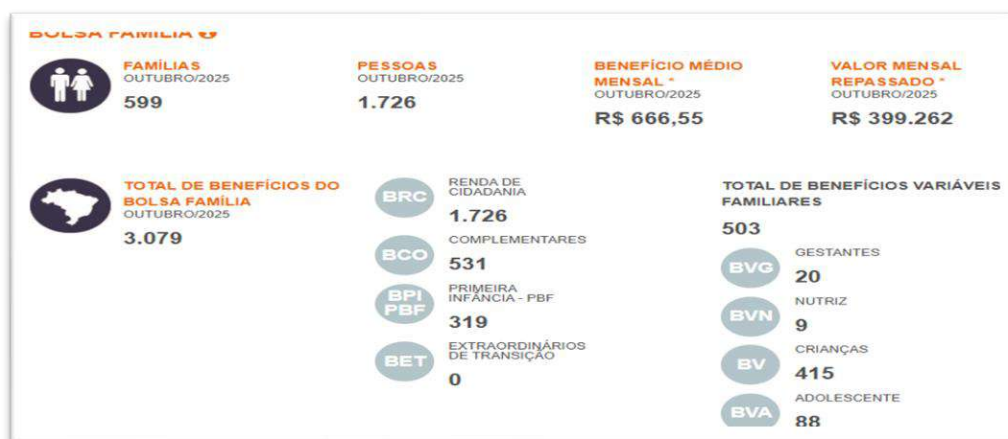 BOLSA FAMÍLIA
FAMÍLIAS
OUTUBRO/2025
599
PESSOAS
OUTUBRO/2025
1.726
BENEFÍCIO MÉDIO
MENSAL *
OUTUBRO/2025
R$ 666,55
VALOR MENSAL
REPASSADO *
OUTUBRO/2025
R$ 399.262
TOTAL DE BENEFÍCIOS DO
BOLSA FAMÍLIA
OUTUBRO/2025
3.079
BRC
RENDA DE
CIDADANIA
1.726
BCO
COMPLEMENTARES
531
BPI
PBF
PRIMEIRA
INFÂNCIA - PBF
319
BET
EXTRAORDINÁRIOS
DE TRANSIÇÃO
0
TOTAL DE BENEFÍCIOS VARIÁVEIS
FAMILIARES
503
BVG
GESTANTES
20
BVN
NUTRIZ
9
BV
CRIANÇAS
415
BVA
ADOLESCENTE
88